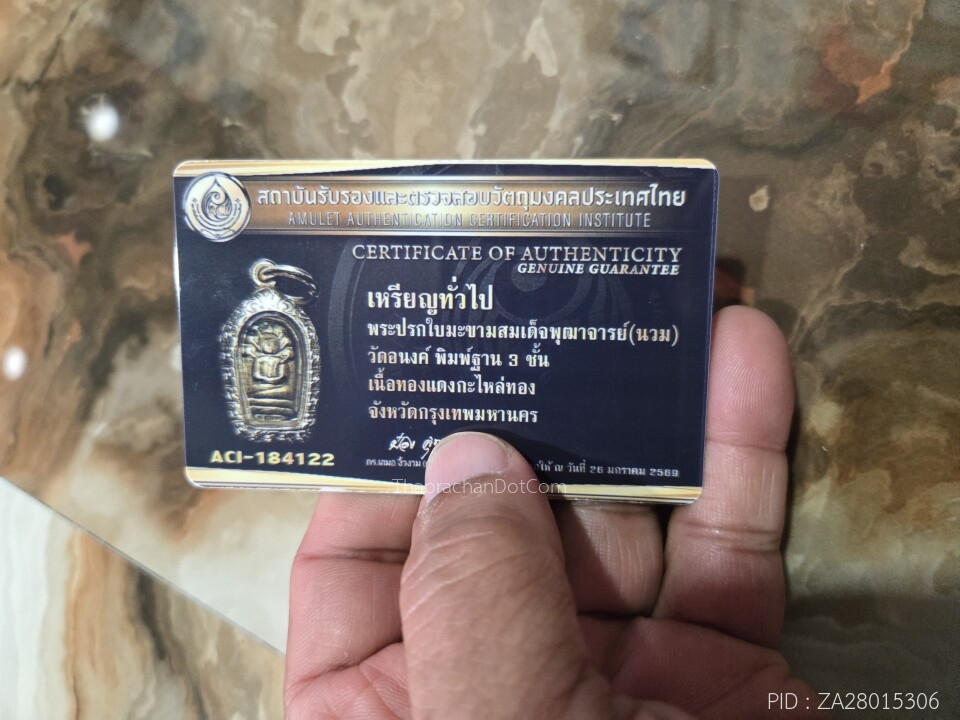 สถาบันรับรองและตรวจสอบวัตถุมงคลประเทศไทย
AMULET AUTHENTICATION CERTIFICATION INSTITUTE
CERTIFICATE OF AUTHENTICITY
GENUINE GUARANTEE
เหรียญทั่วไป
พระปรกใบมะขามสมเด็จพุฒาจารย์(นวม)
วัดอนงค์ พิมพ์ฐาน 3 ชั้น
เนื้อทองแดงกะไหล่ทอง
จังหวัดกรุงเทพมหานคร
ACI-184122
ให้ ณ วันที่ 26 มกราคม 2569
ThaprachanDotCom
PID : ZA28015306